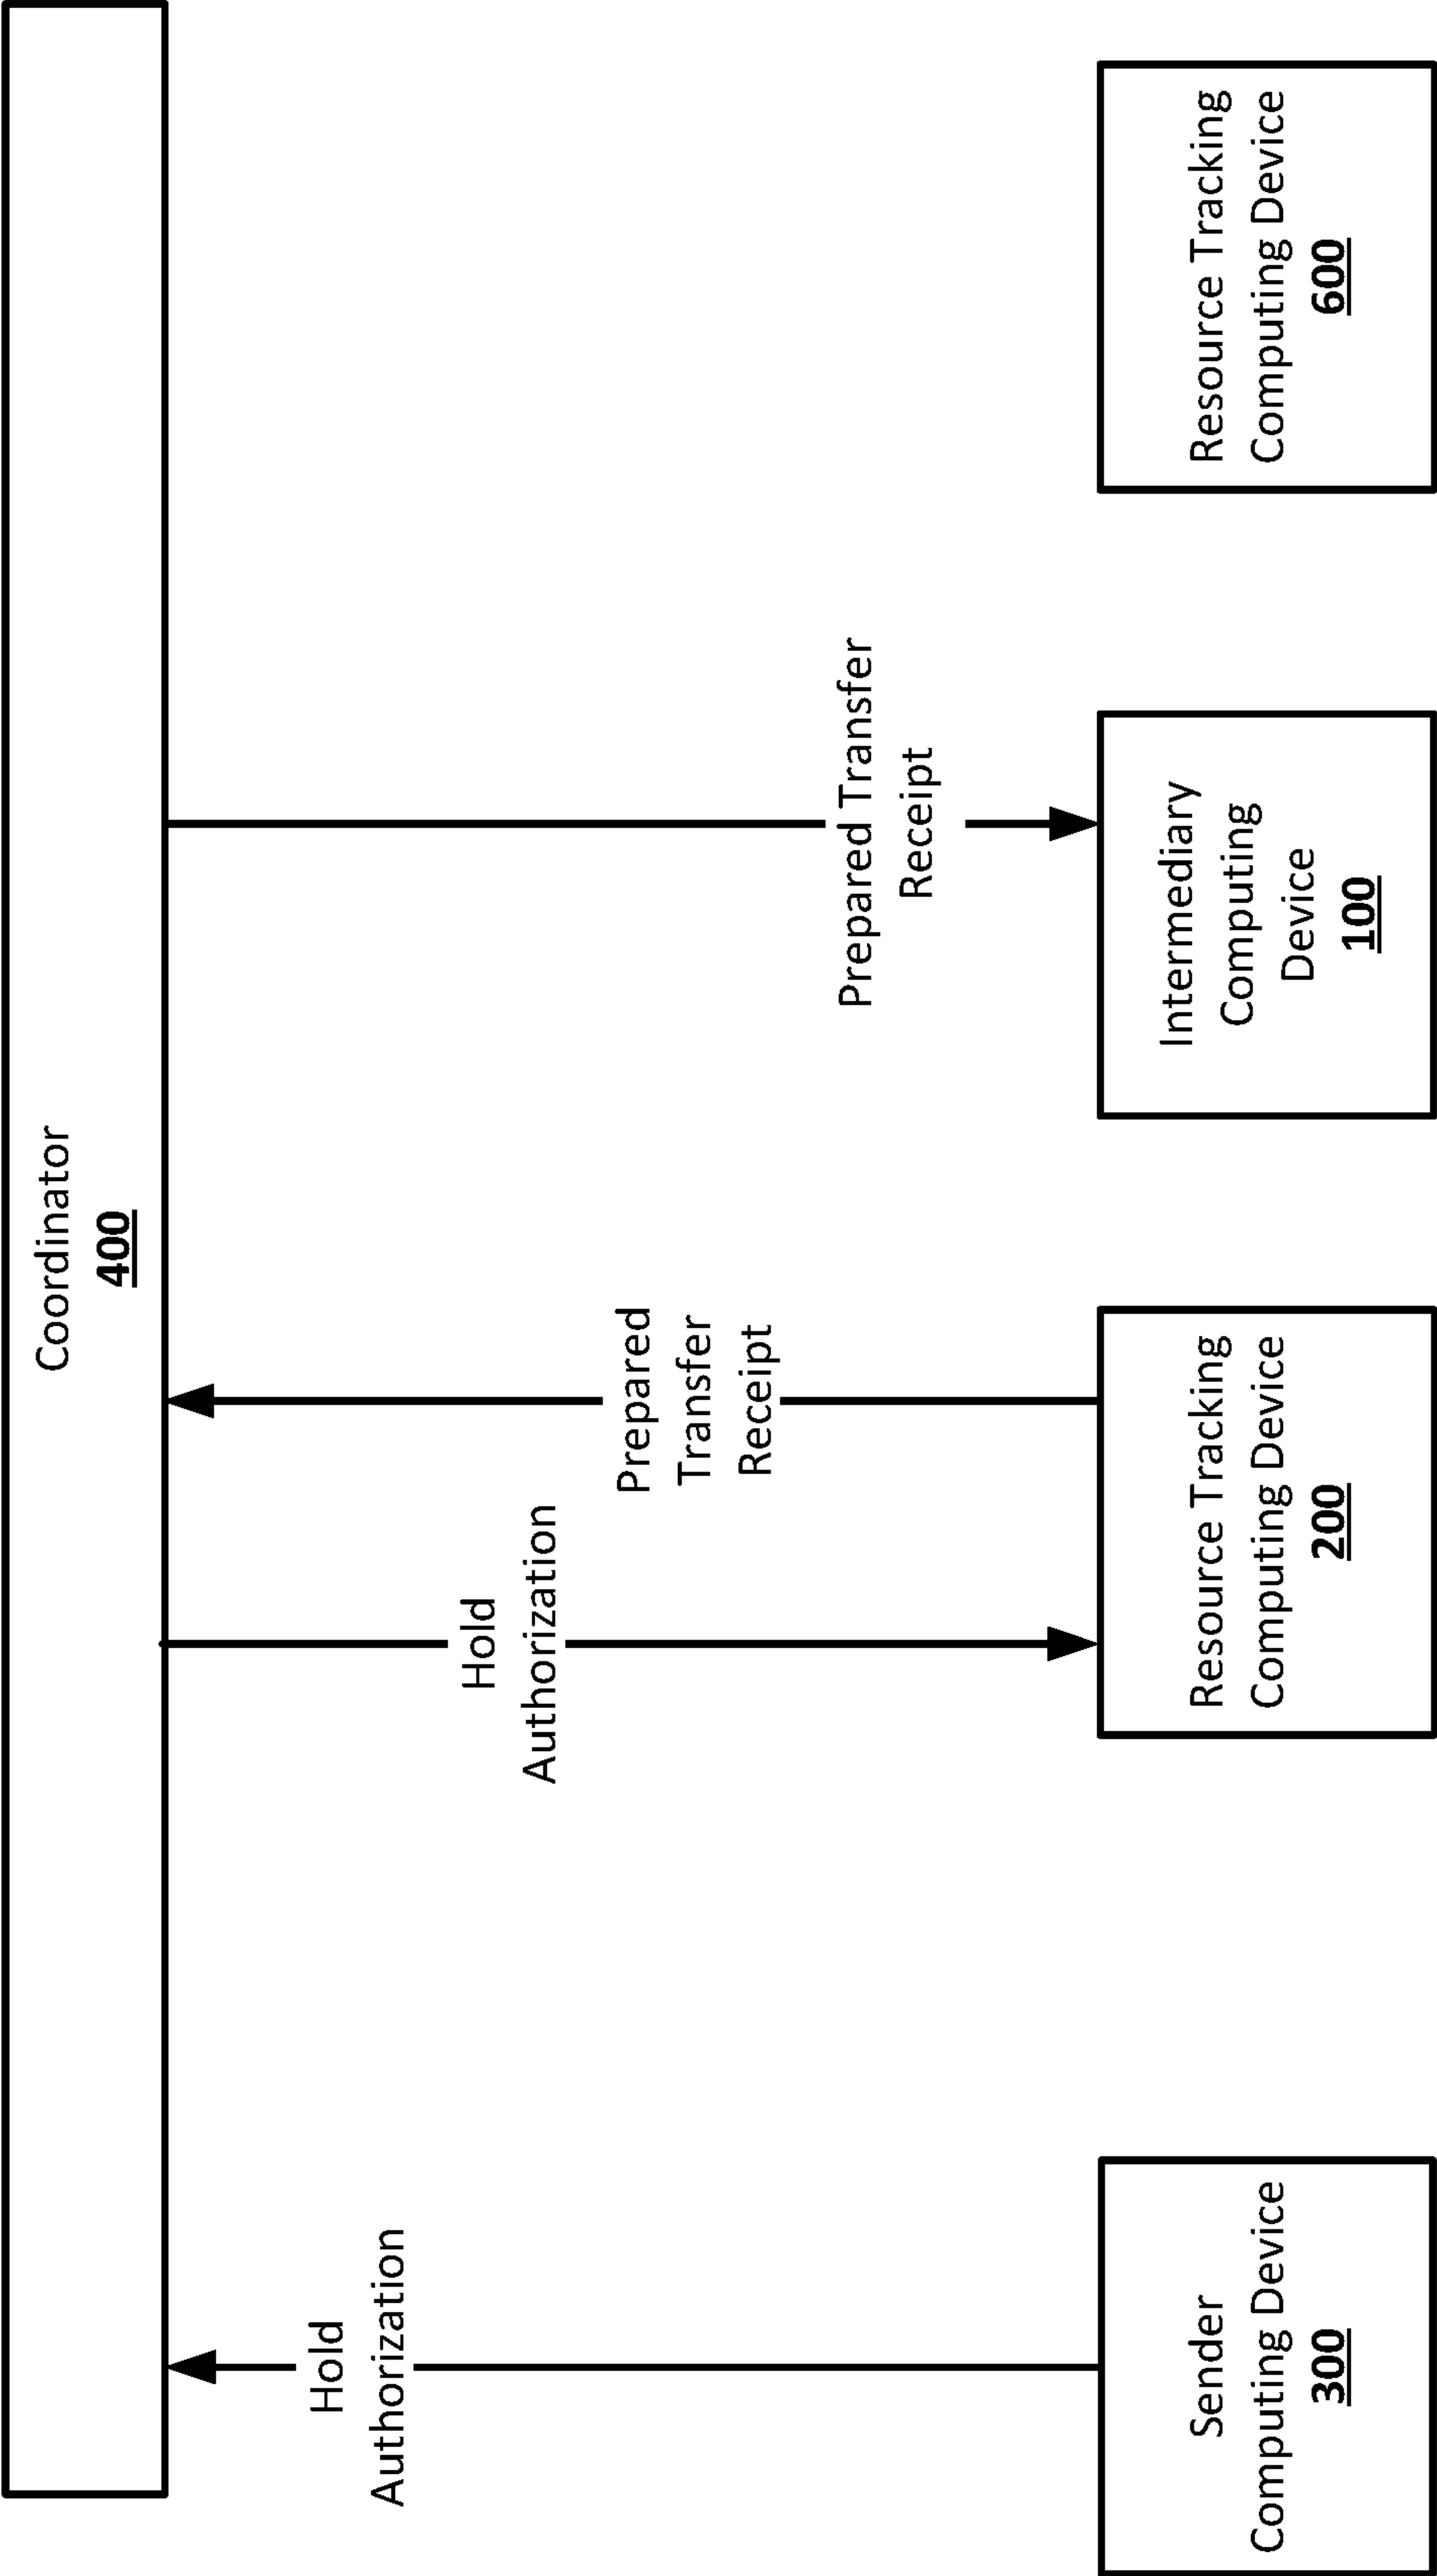 Coordinator
400
Hold
Authorization
Hold
Authorization
Prepared
Transfer
Receipt
Prepared Transfer
Receipt
Sender
Computing Device
300
Resource Tracking
Computing Device
200
Intermediary
Computing
Device
100
Resource Tracking
Computing Device
600